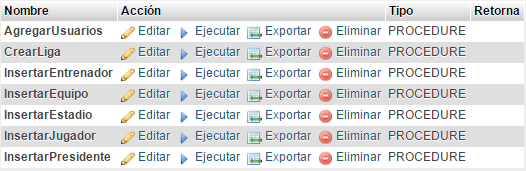 Nombre Acción Tipo Retorna
AgregarUsuarios Editar Ejecutar Exportar Eliminar PROCEDURE
CrearLiga Editar Ejecutar Exportar Eliminar PROCEDURE
InsertarEntrenador Editar Ejecutar Exportar Eliminar PROCEDURE
InsertarEquipo Editar Ejecutar Exportar Eliminar PROCEDURE
InsertarEstadio Editar Ejecutar Exportar Eliminar PROCEDURE
InsertarJugador Editar Ejecutar Exportar Eliminar PROCEDURE
InsertarPresidente Editar Ejecutar Exportar Eliminar PROCEDURE